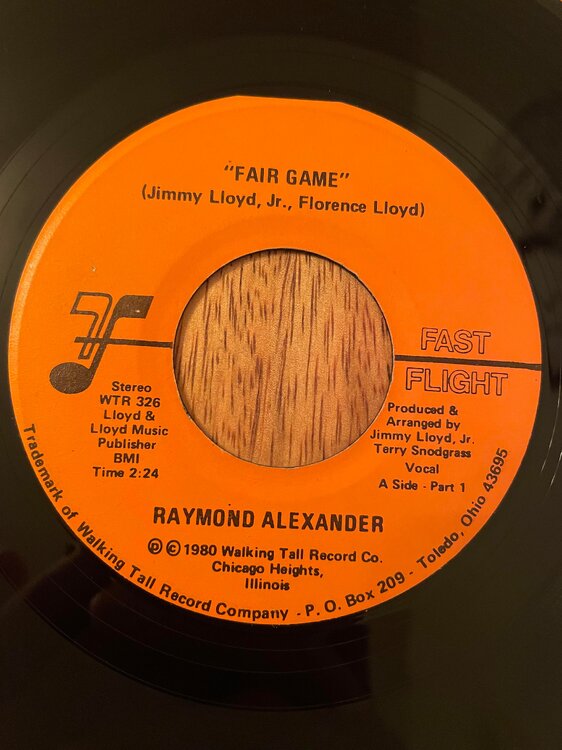 "FAIR GAME"
(Jimmy Lloyd, Jr., Florence Lloyd)
FAST
FLIGHT
Stereo
WTR 326
Lloyd &
Lloyd Music
Publisher
BMI
Time 2:24
Produced &
Arranged by
Jimmy Lloyd, Jr.
Terry Snodgrass
Vocal
A Side - Part 1
RAYMOND ALEXANDER
℗ © 1980 Walking Tall Record Co.
Chicago Heights,
Illinois
Trademark of Walking Tall Record Company - P. O. Box 209 - Toledo, Ohio 43695